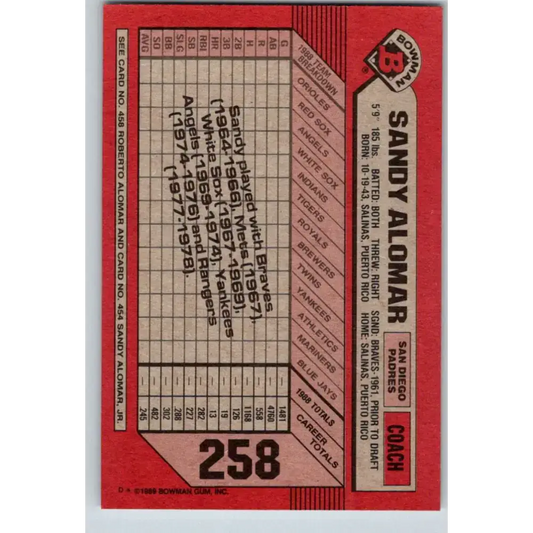 BOWMAN
B
®
SANDY ALOMAR
SAN DIEGO
PADRES
COACH
5'9" 185 lbs. BATTED: BOTH THREW: RIGHT SGND: BRAVES-1961, PRIOR TO DRAFT
BORN: 10-19-43, SALINAS, PUERTO RICO HOME: SALINAS, PUERTO RICO
1988 TEAM
BREAKDOWN
ORIOLES
RED SOX
ANGELS
WHITE SOX
INDIANS
TIGERS
ROYALS
BREWERS
TWINS
YANKEES
ATHLETICS
MARINERS
BLUE JAYS
1988 TOTALS
CAREER TOTALS
258
G — 1481
AB — 4760
R — 558
H — 1168
2B — 126
3B — 19
HR — 13
RBI — 282
SB — 227
SLG — 288
BB — 302
SO — 482
AVG — 245
Sandy played with Braves
(1964-1966), Mets (1967),
White Sox (1967-1969),
Angels (1969-1974), Yankees
(1974-1976) and Rangers
(1977-1978).
SEE CARD NO. 458 ROBERTO ALOMAR AND CARD NO. 454 SANDY ALOMAR, JR.
D * ©1989 BOWMAN GUM, INC.